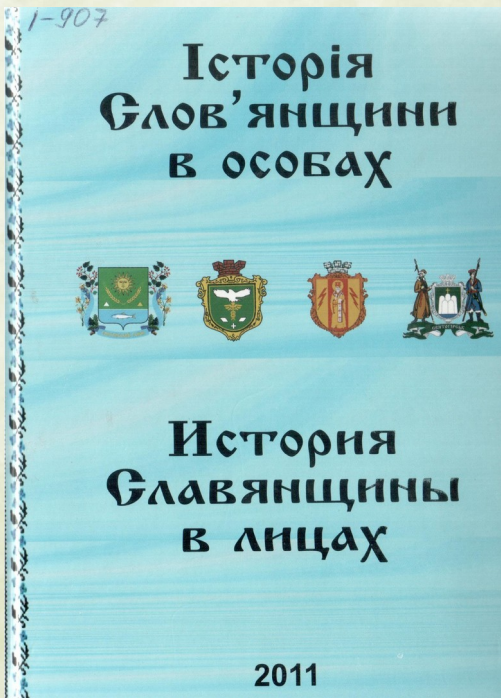 1-907
Історія
Слов’янщини
в особах
История
Славянщины
в лицах
2011